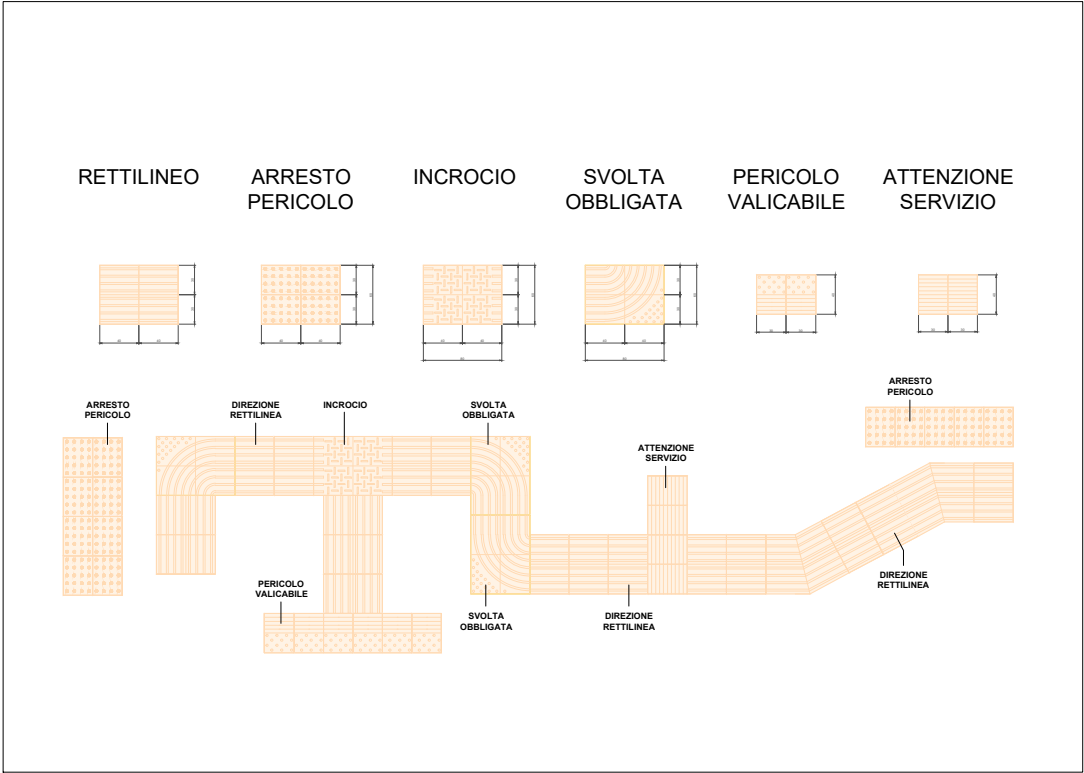 RETTILINEO
ARRESTO
PERICOLO
INCROCIO
SVOLTA
OBBLIGATA
PERICOLO
VALICABILE
ATTENZIONE
SERVIZIO
ARRESTO
PERICOLO
DIREZIONE
RETTILINEA
INCROCIO
SVOLTA
OBBLIGATA
ARRESTO
PERICOLO
ATTENZIONE
SERVIZIO
PERICOLO
VALICABILE
SVOLTA
OBBLIGATA
DIREZIONE
RETTILINEA
DIREZIONE
RETTILINEA